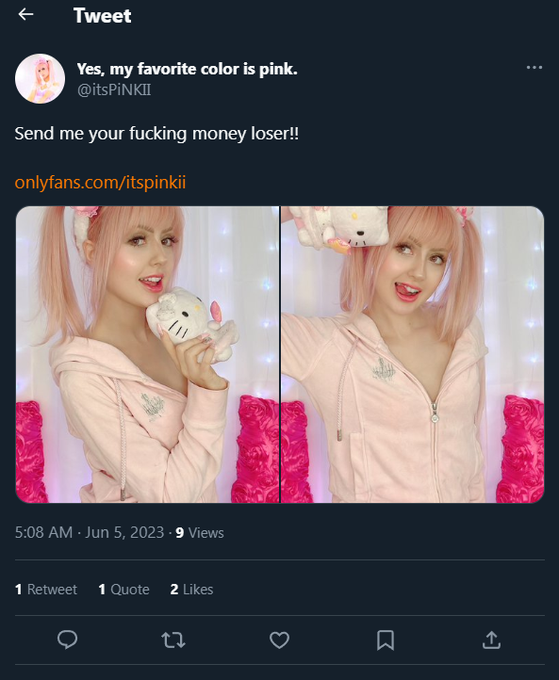 Tweet
Yes, my favorite color is pink.
@itsPiNKII
Send me your fucking money loser!!
onlyfans.com/itspinkii
5:08 AM · Jun 5, 2023 · 9 Views
1 Retweet 1 Quote 2 Likes